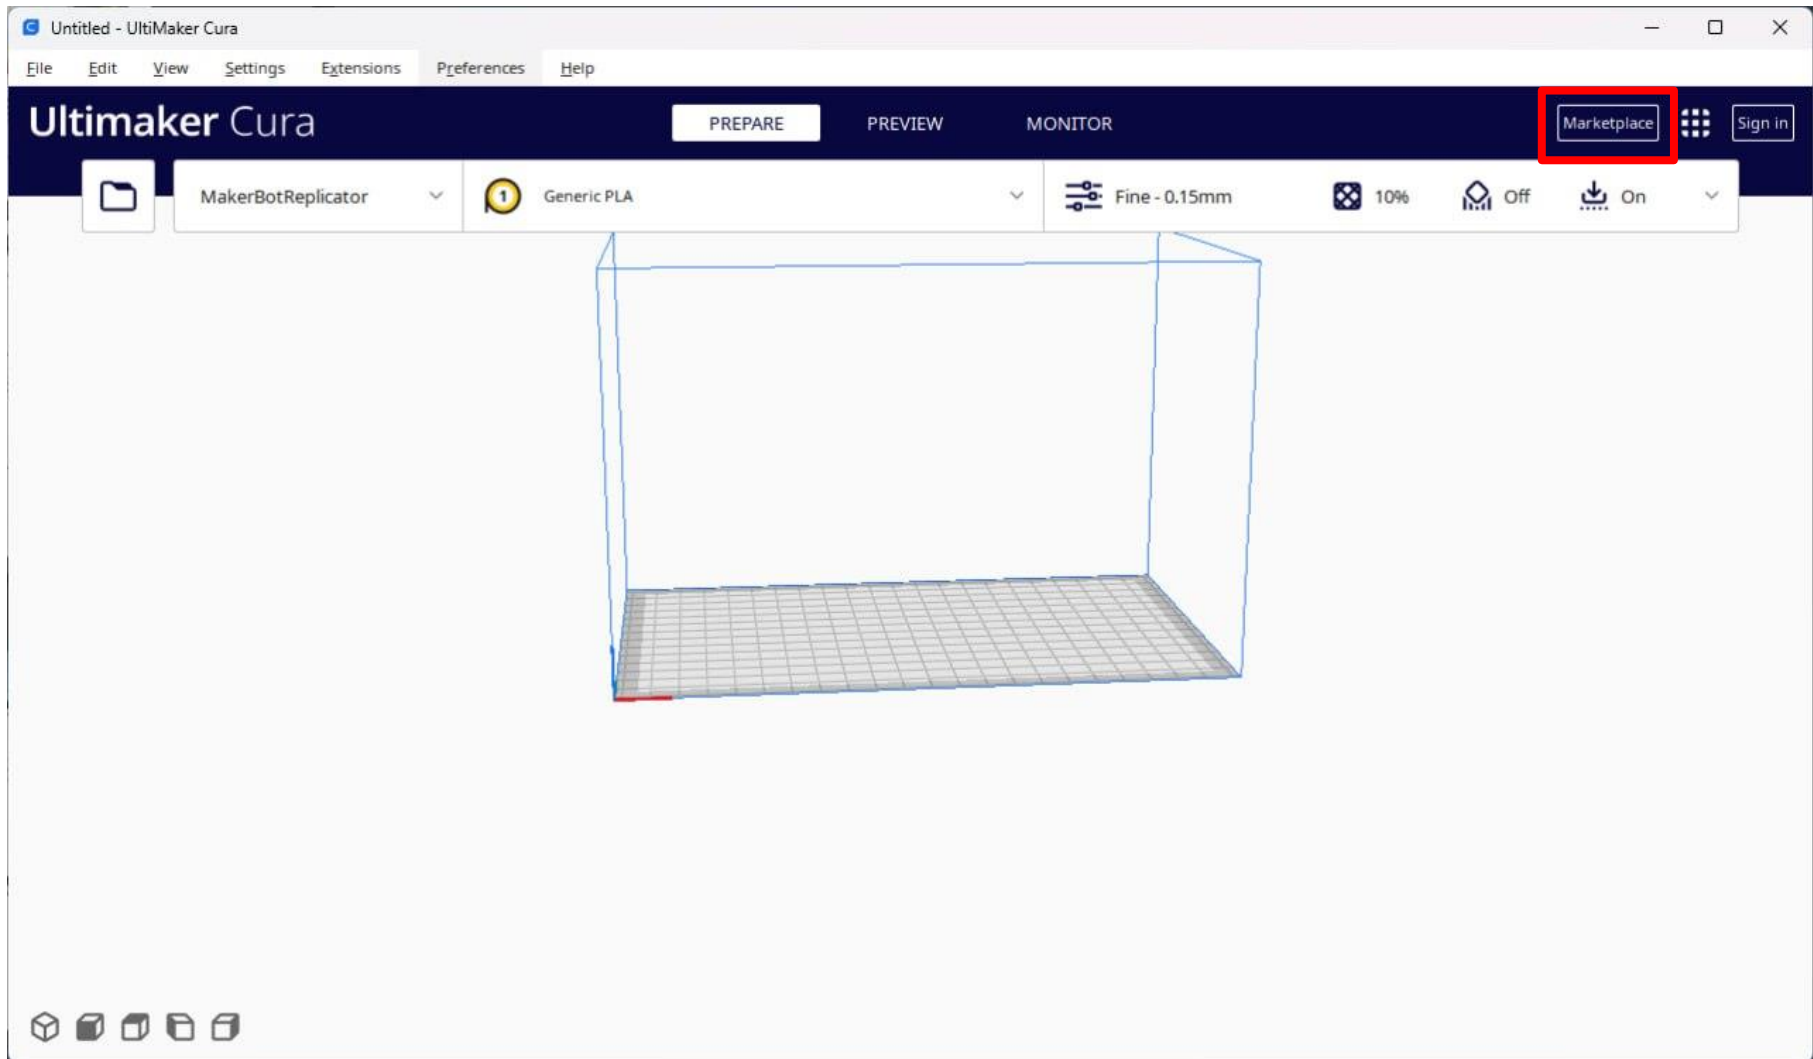 Untitled - UltiMaker Cura
File Edit View Settings Extensions Preferences Help
Ultimaker Cura PREPARE PREVIEW MONITOR Marketplace Sign in
MakerBotReplicator 1 Generic PLA Fine - 0.15mm 10% Off On